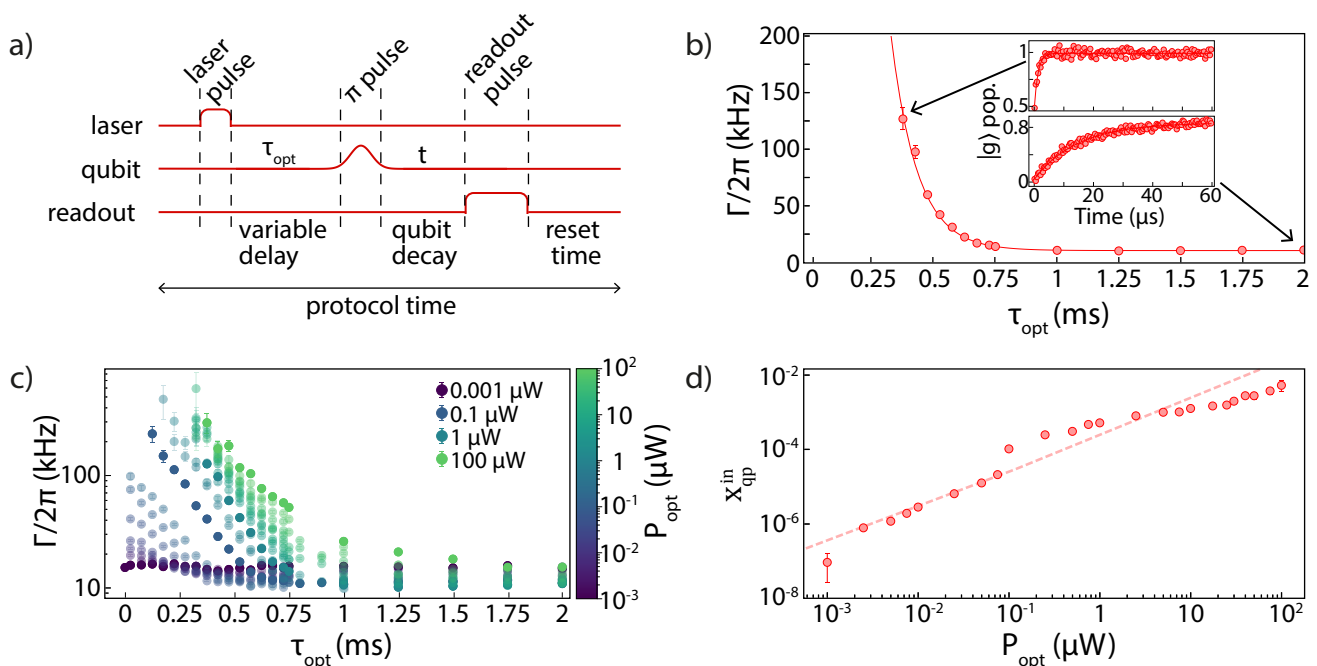 a)
laser
pulse
π pulse
readout
pulse
laser
qubit
τopt
t
readout
variable
delay
qubit
decay
reset
time
protocol time
b)
Γ/2π (kHz)
200
150
100
50
0
0
0.25
0.5
0.75
1
1.25
1.5
1.75
2
τopt (ms)
|g⟩ pop.
1
0.5
0.8
0
0
20
40
60
Time (μs)
c)
Γ/2π (kHz)
100
10
0
0.25
0.5
0.75
1
1.25
1.5
1.75
2
τopt (ms)
0.001 μW
0.1 μW
1 μW
100 μW
Popt (μW)
10²
10
1
10⁻¹
10⁻²
10⁻³
d)
xqpⁱⁿ
10⁻²
10⁻⁴
10⁻⁶
10⁻⁸
10⁻³
10⁻²
10⁻¹
1
10
10²
Popt (μW)